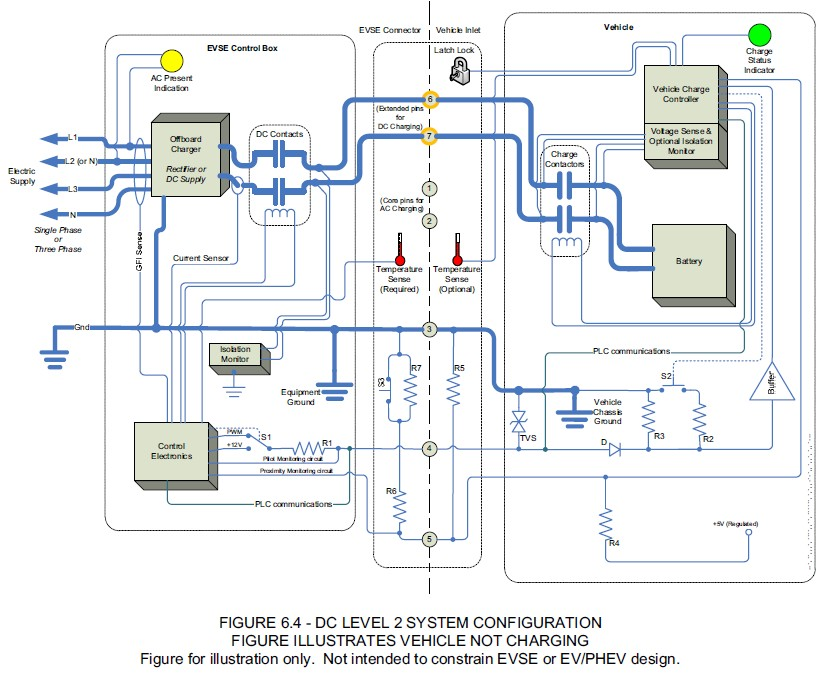 EVSE Connector
Vehicle Inlet
Vehicle
EVSE Control Box
Latch Lock
AC Present
Indication
Charge
Status
Indicator
6
(Extended pins
for
DC Charging)
7
Vehicle Charge
Controller
Voltage Sense &
Optional Isolation
Monitor
L1
L2 (or N)
L3
N
Electric
Supply
Single Phase
or
Three Phase
Offboard
Charger
Rectifier or
DC Supply
DC Contacts
Charge
Contactors
1
(Core pins for
AC Charging)
2
GFI Sense
Current Sensor
Temperature
Sense
(Required)
Temperature
Sense
(Optional)
Battery
Gnd
3
Isolation
Monitor
Equipment
Ground
S3
R7
R5
PLC communications
S2
Buffer
Vehicle
Chassis
Ground
R3
R2
TVS
D
Control
Electronics
PWM
+12V
S1
R1
4
Pilot Monitoring circuit
Proximity Monitoring circuit
PLC communications
R6
5
R4
+5V (Regulated)
FIGURE 6.4 - DC LEVEL 2 SYSTEM CONFIGURATION
FIGURE ILLUSTRATES VEHICLE NOT CHARGING
Figure for illustration only. Not intended to constrain EVSE or EV/PHEV design.